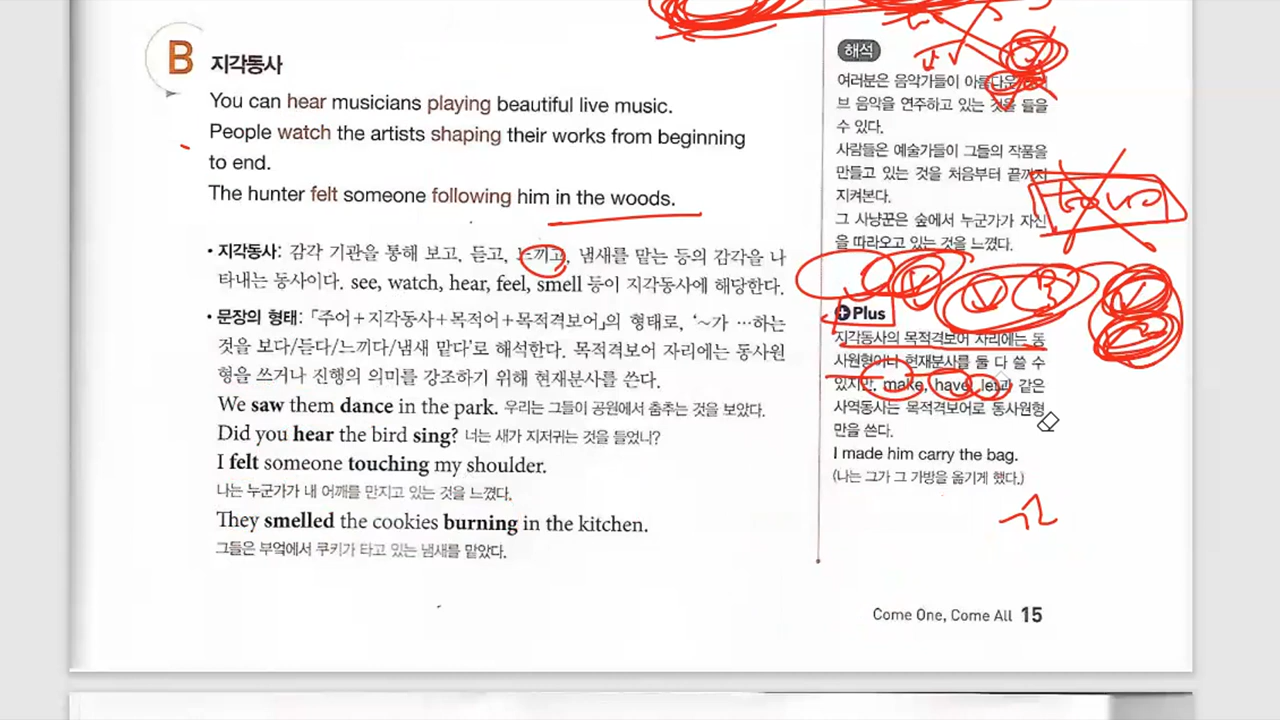 B 지각동사
You can hear musicians playing beautiful live music.
People watch the artists shaping their works from beginning
to end.
The hunter felt someone following him in the woods.
• 지각동사: 감각 기관을 통해 보고, 듣고, 느끼고, 냄새를 맡는 등의 감각을 나
타내는 동사이다. see, watch, hear, feel, smell 등이 지각동사에 해당한다.
• 문장의 형태: 「주어+지각동사+목적어+목적격보어」의 형태로, ‘~가 …하는
것을 보다/듣다/느끼다/냄새 맡다’로 해석한다. 목적격보어 자리에는 동사원
형을 쓰거나 진행의 의미를 강조하기 위해 현재분사를 쓴다.
We saw them dance in the park. 우리는 그들이 공원에서 춤추는 것을 보았다.
Did you hear the bird sing? 너는 새가 지저귀는 것을 들었니?
I felt someone touching my shoulder.
나는 누군가가 내 어깨를 만지고 있는 것을 느꼈다.
They smelled the cookies burning in the kitchen.
그들은 부엌에서 쿠키가 타고 있는 냄새를 맡았다.
해석
여러분은 음악가들이 아름다운
브 음악을 연주하고 있는 것을 들을
수 있다.
사람들은 예술가들이 그들의 작품을
만들고 있는 것을 처음부터 끝까지
지켜본다.
그 사냥꾼은 숲에서 누군가가 자신
을 따라오고 있는 것을 느꼈다.
Plus
지각동사의 목적격보어 자리에는 동
사원형이나 현재분사를 둘 다 쓸 수
있지만, make, have, let과 같은
사역동사는 목적격보어로 동사원형
만을 쓴다.
I made him carry the bag.
(나는 그가 그 가방을 옮기게 했다.)
Come One, Come All 15